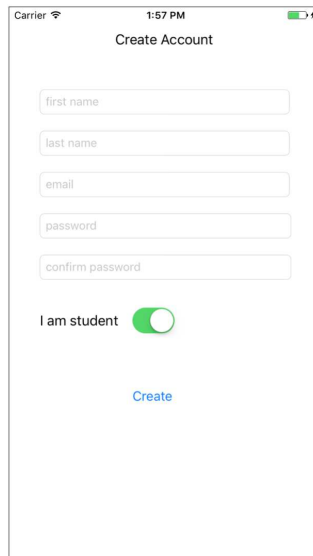 Carrier 1:57 PM
Create Account
first name
last name
email
password
confirm password
I am student
Create